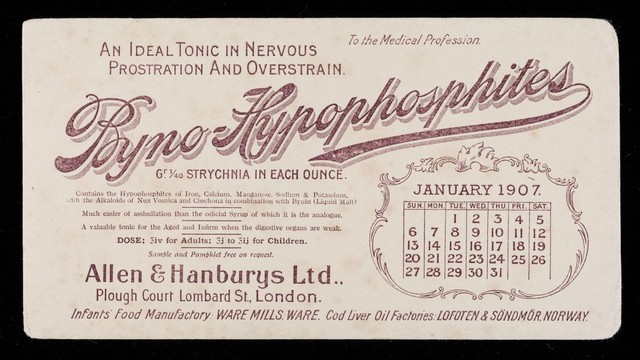 AN IDEAL TONIC IN NERVOUS
PROSTRATION AND OVERSTRAIN.
To the Medical Profession.
Byno-Hypophosphites
Gr 1/40 STRYCHNIA IN EACH OUNCE.
Contains the Hypophosphites of Iron, Calcium, Manganese, Sodium & Potassium,
with the Alkaloids of Nux Vomica and Cinchona in combination with Bynin (Liquid Malt)
Much easier of assimilation than the official Syrup of which it is the analogue.
A valuable tonic for the Aged and Infirm when the digestive organs are weak.
DOSE: ʒiv for Adults: ʒj to ʒij for Children.
Sample and Pamphlet free on request.
Allen & Hanburys Ltd.,
Plough Court Lombard St., London.
Infants' Food Manufactory: WARE MILLS, WARE. Cod Liver Oil Factories: LOFOTEN & SÖNDMÖR, NORWAY.
JANUARY 1907.
SUN. MON. TUE. WED. THU. FRI. SAT.
1 2 3 4 5
6 7 8 9 10 11 12
13 14 15 16 17 18 19
20 21 22 23 24 25 26
27 28 29 30 31